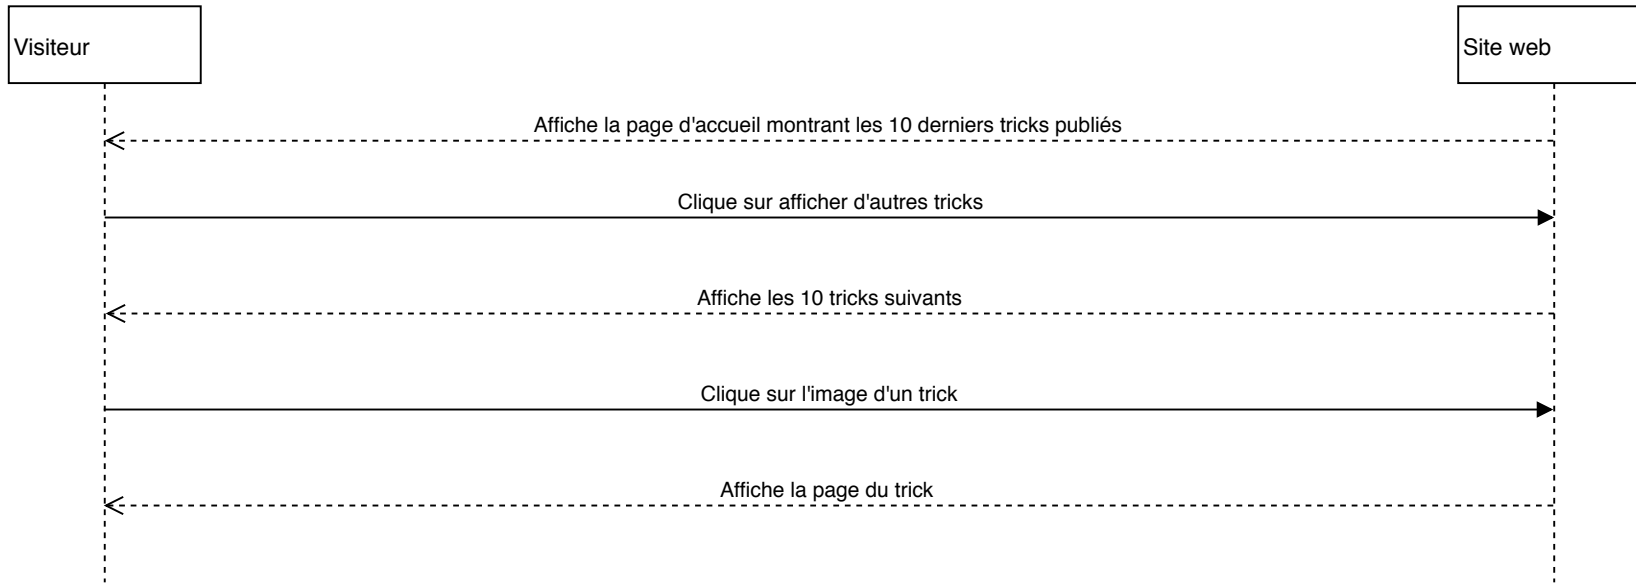 Visiteur
Site web
Affiche la page d'accueil montrant les 10 derniers tricks publiés
Clique sur afficher d'autres tricks
Affiche les 10 tricks suivants
Clique sur l'image d'un trick
Affiche la page du trick